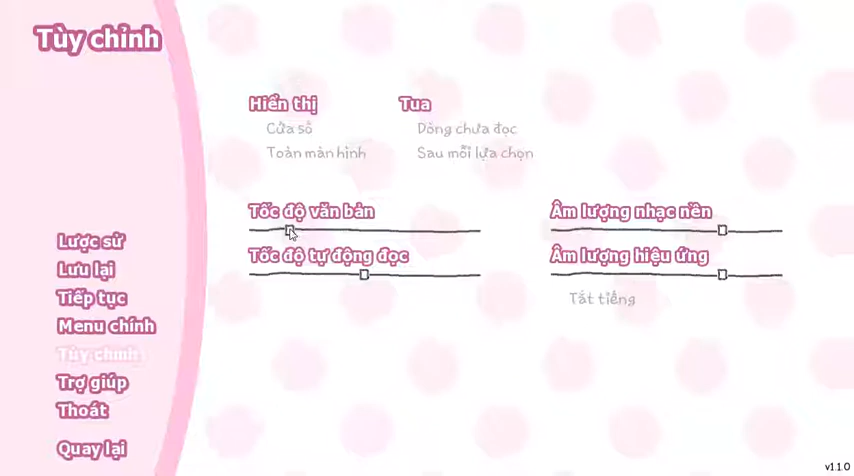 Tùy chỉnh
Hiển thị
Cửa sổ
Toàn màn hình
Tua
Dòng chưa đọc
Sau mỗi lựa chọn
Tốc độ văn bản
Tốc độ tự động đọc
Âm lượng nhạc nền
Âm lượng hiệu ứng
Tắt tiếng
Lược sử
Lưu lại
Tiếp tục
Menu chính
Tùy chỉnh
Trợ giúp
Thoát
Quay lại
v1.1.0